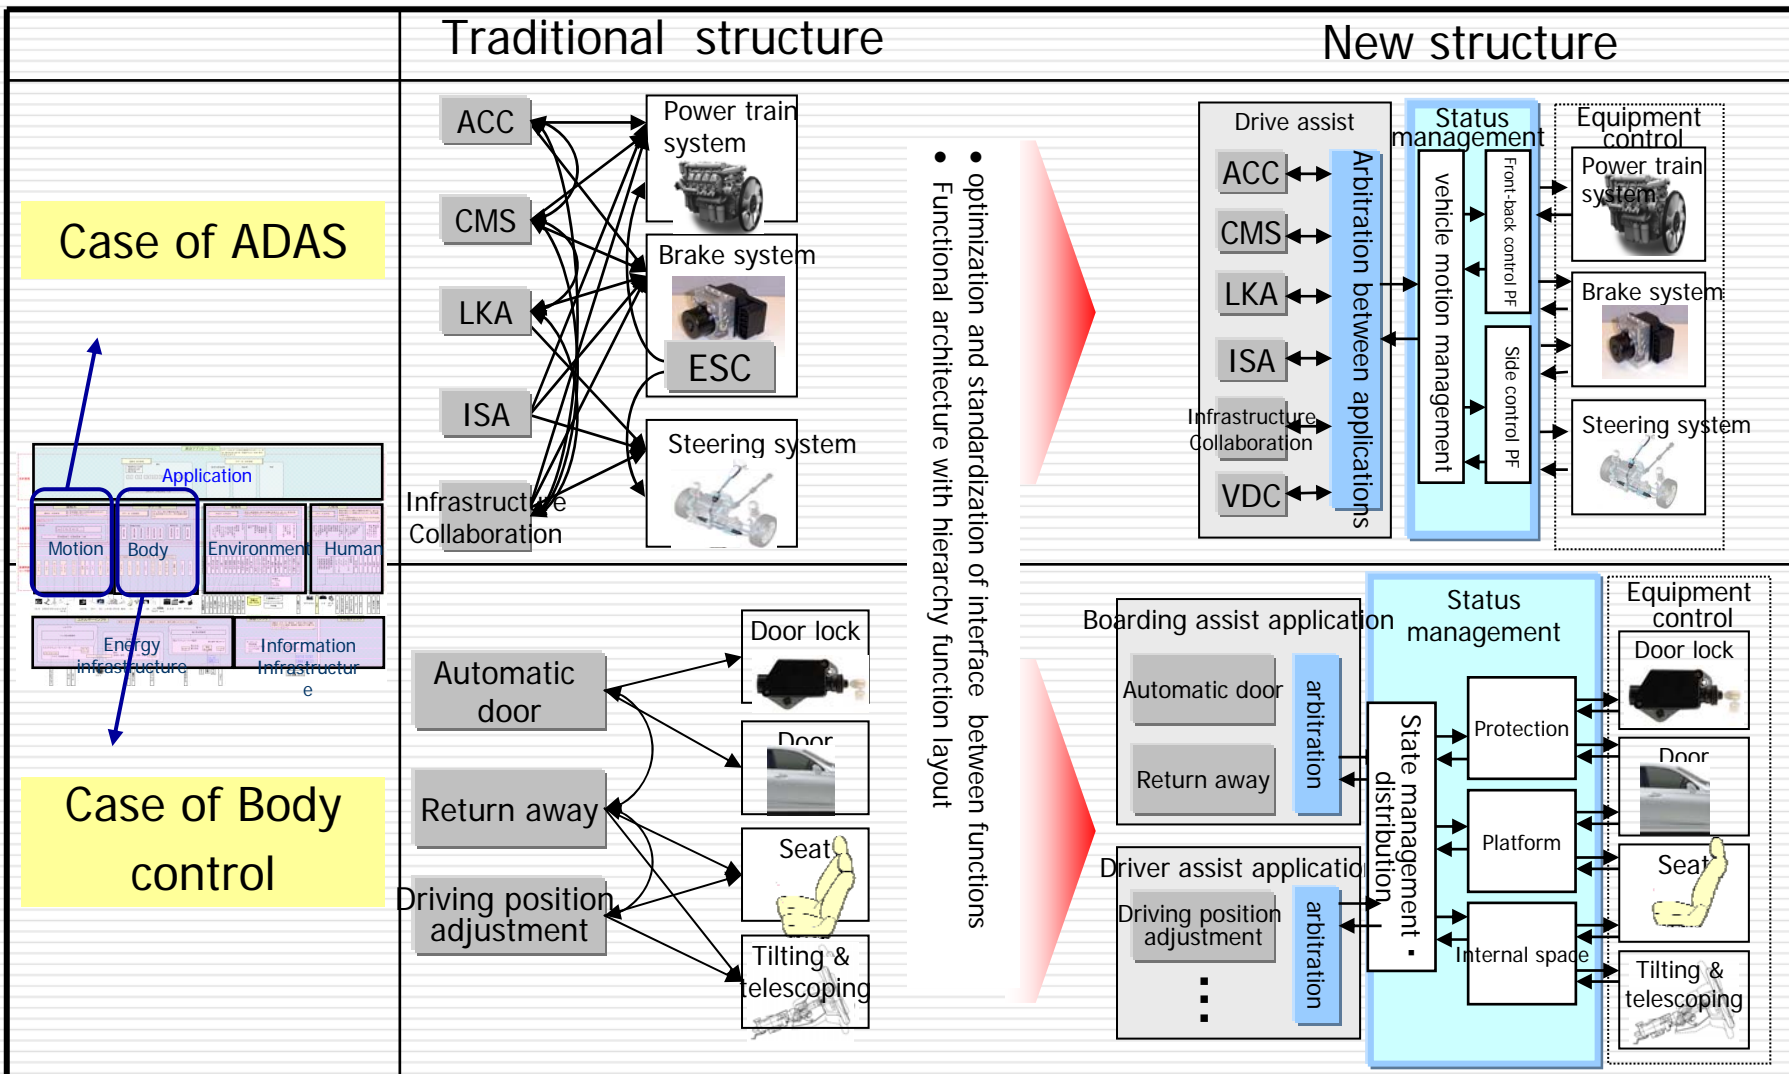 Traditional structure
New structure
Case of ADAS
ACC
CMS
LKA
ISA
Infrastructure
Collaboration
Power train
system
Brake system
ESC
Steering system
• optimization and standardization of interface between functions
• Functional architecture with hierarchy function layout
Drive assist
ACC
CMS
LKA
ISA
Infrastructure
Collaboration
VDC
Arbitration between applications
Status
management
vehicle motion management
Front-back control PF
Side control PF
Equipment
control
Power train
system
Brake system
Steering system
Application
Motion
Body
Environment
Human
Energy
infrastructure
Information
Infrastructur
e
Case of Body
control
Automatic
door
Return away
Driving position
adjustment
Door lock
Door
Seat
Tilting &
telescoping
Boarding assist application
Automatic door
Return away
arbitration
Driver assist application
Driving position
adjustment
arbitration
Status
management
State management・
distribution
Protection
Platform
Internal space
Equipment
control
Door lock
Door
Seat
Tilting &
telescoping